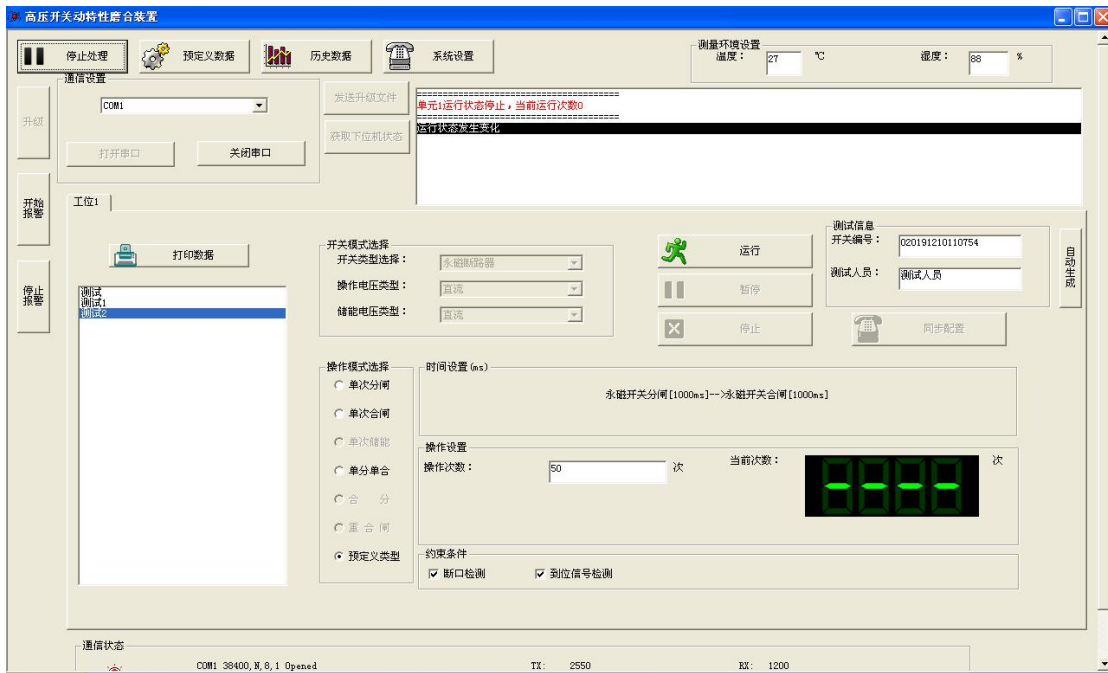 高压开关动特性磨合装置
停止处理
预定义数据
历史数据
系统设置
测量环境设置
温度： 27 ℃ 湿度： 88 %
通信设置
COM1
打开串口
关闭串口
发送升级文件
获取下位机状态
========================================
单元1运行状态停止，当前运行次数0
========================================
运行状态发生变化
升级
开始报警
停止报警
工位1
打印数据
测试
测试1
测试2
开关模式选择
开关类型选择： 永磁断路器
操作电压类型： 直流
储能电压类型： 直流
运行
暂停
停止
测试信息
开关编号： 020191210110754
测试人员： 测试人员
自动生成
同步配置
操作模式选择
单次分闸
单次合闸
单次储能
单分单合
合 分
重 合 闸
预定义类型
时间设置(ms)
永磁开关分闸[1000ms]-->永磁开关合闸[1000ms]
操作设置
操作次数： 50 次 当前次数： ---- 次
约束条件
断口检测 到位信号检测
通信状态
COM1 38400,N,8,1 Opened TX: 2550 RX: 1200